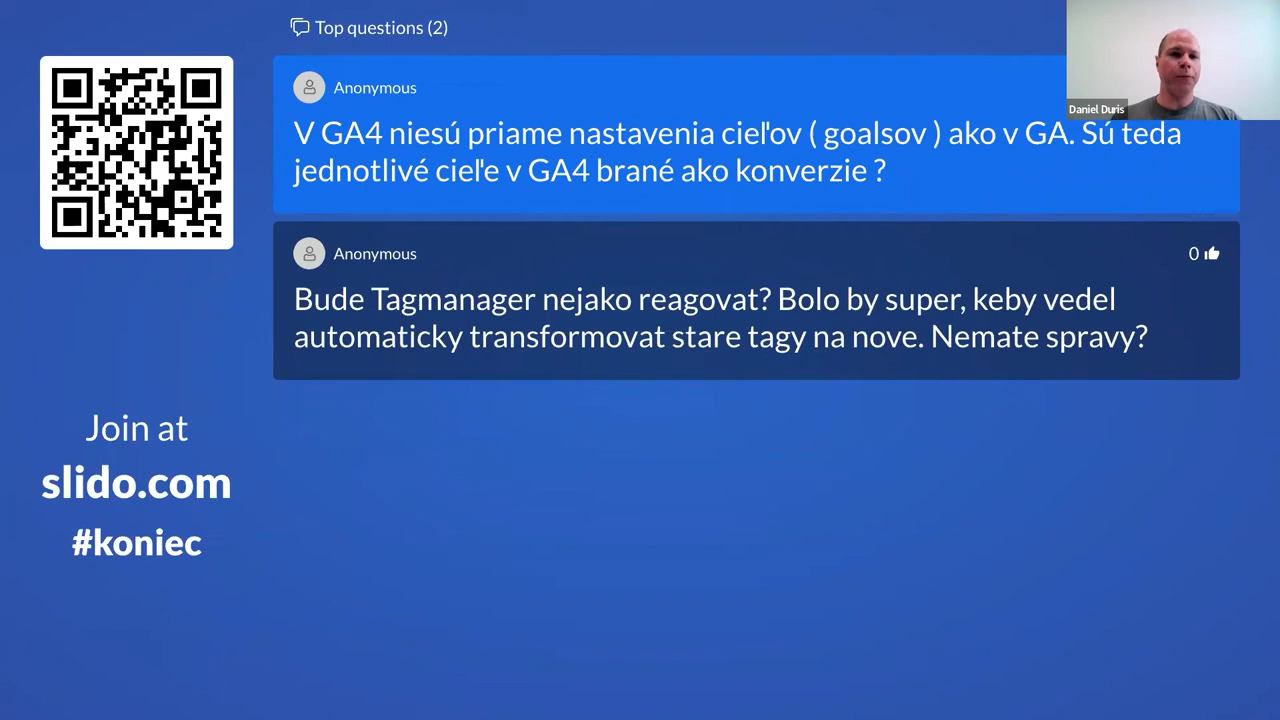 Top questions (2)
Anonymous
V GA4 niesú priame nastavenia cieľov ( goalsov ) ako v GA. Sú teda
jednotlivé cieľe v GA4 brané ako konverzie ?
Anonymous
0
Bude Tagmanager nejako reagovat? Bolo by super, keby vedel
automaticky transformovat stare tagy na nove. Nemate spravy?
Join at
slido.com
#koniec
Daniel Duris